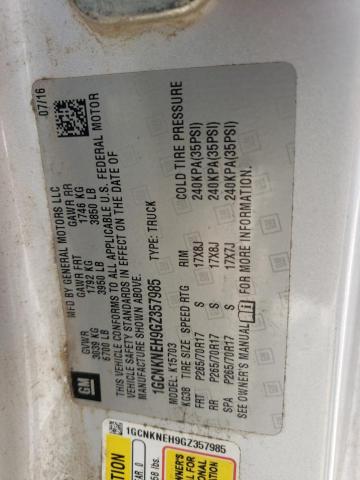 GM
MFD BY GENERAL MOTORS LLC
07/16
GVWR GAWR FRT GAWR RR
3039 KG 1792 KG 1746 KG
6700 LB 3950 LB 3850 LB
THIS VEHICLE CONFORMS TO ALL APPLICABLE U.S. FEDERAL MOTOR
VEHICLE SAFETY STANDARDS IN EFFECT ON THE DATE OF
1GCNKNEH9GZ357985 TYPE: TRUCK
MODEL: K15703
KG3B TIRE SIZE SPEED RTG RIM COLD TIRE PRESSURE
FRT P265/70R17 S 17X8J 240KPA(35PSI)
RR P265/70R17 S 17X8J 240KPA(35PSI)
SPA P265/70R17 S 17X7J 240KPA(35PSI)
SEE OWNER'S MANUAL FOR MORE INFORMATION
1GCNKNEH9GZ357985